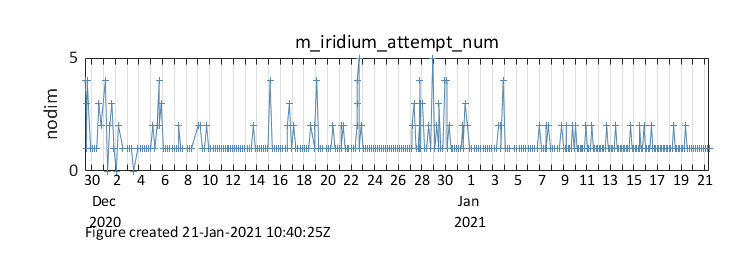 m_iridium_attempt_num
5
nodim
0
30 2 4 6 8 10 12 14 16 18 20 22 24 26 28 30 1 3 5 7 9 11 13 15 17 19 21
Dec Jan
2020 2021
Figure created 21-Jan-2021 10:40:25Z